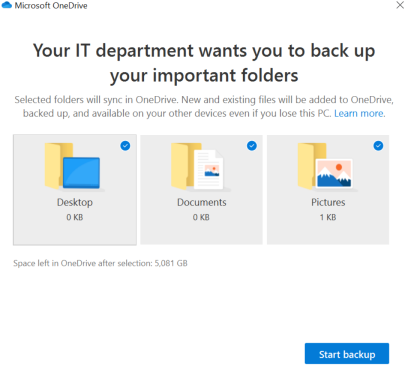 Microsoft OneDrive
Your IT department wants you to back up
your important folders
Selected folders will sync in OneDrive. New and existing files will be added to OneDrive,
backed up, and available on your other devices even if you lose this PC. Learn more.
Desktop
0 KB
Documents
0 KB
Pictures
1 KB
Space left in OneDrive after selection: 5,081 GB
Start backup